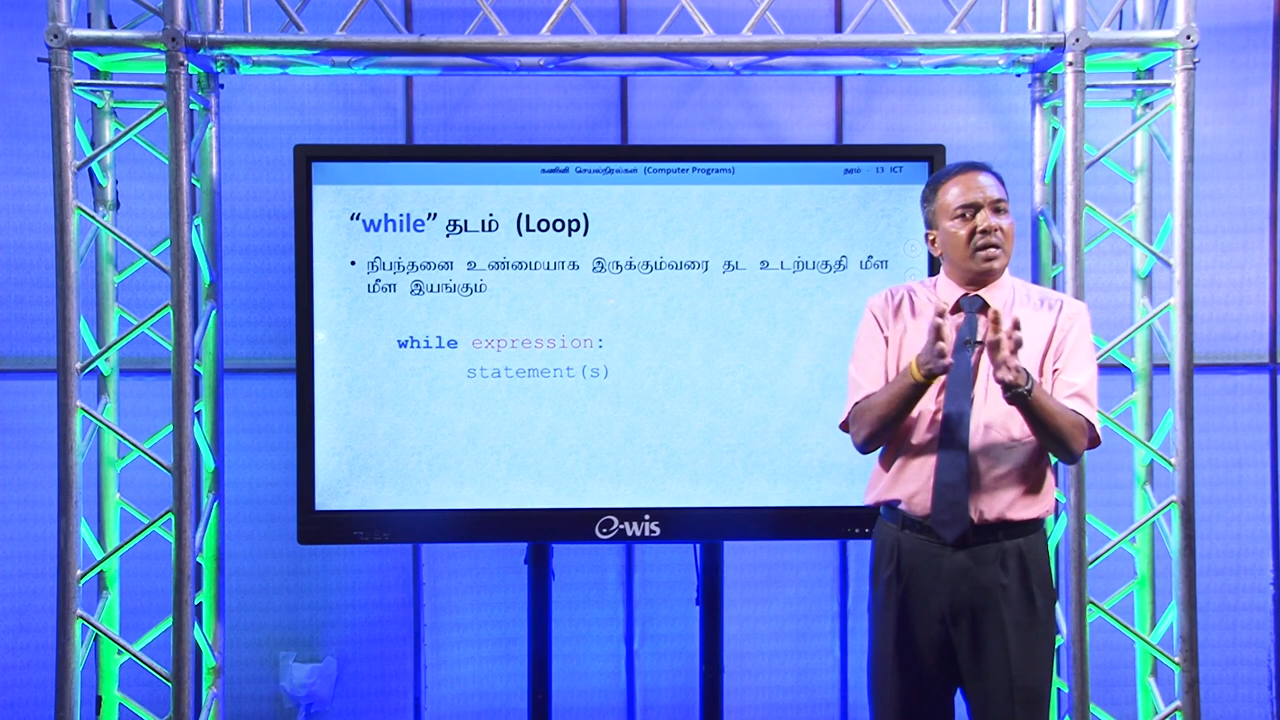 கணினி செயல்நிரல்கள் (Computer Programs) தரம் - 13 ICT
“while” தடம் (Loop)
• நிபந்தனை உண்மையாக இருக்கும்வரை தட உடற்பகுதி மீள
மீள இயங்கும்
while expression:
statement(s)
e-wis